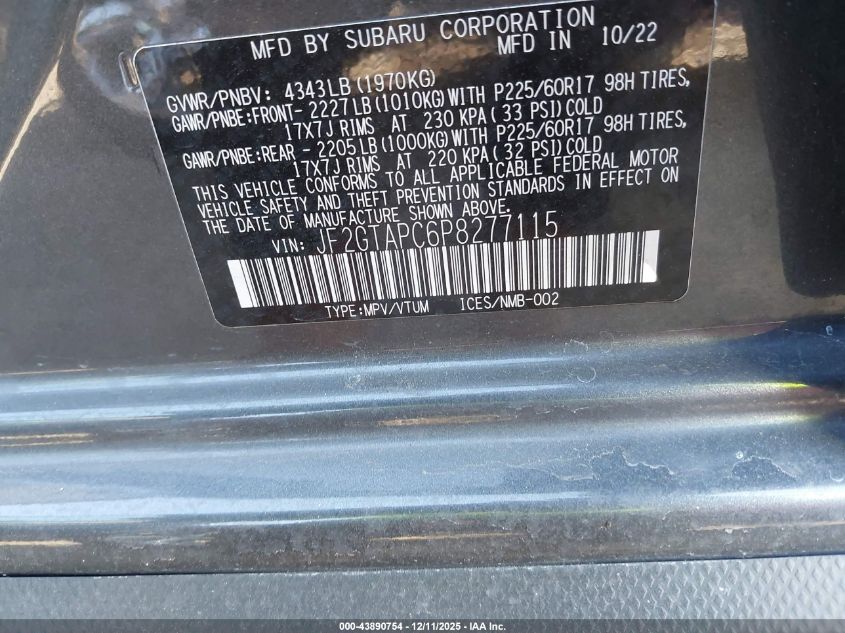 MFD BY SUBARU CORPORATION
MFD IN 10/22
GVWR/PNBV: 4343LB(1970KG)
GAWR/PNBE:FRONT- 2227LB(1010KG)WITH P225/60R17 98H TIRES,
17X7J RIMS AT 230 KPA( 33 PSI)COLD
GAWR/PNBE:REAR - 2205LB(1000KG)WITH P225/60R17 98H TIRES,
17X7J RIMS AT 220 KPA( 32 PSI)COLD
THIS VEHICLE CONFORMS TO ALL APPLICABLE FEDERAL MOTOR
VEHICLE SAFETY AND THEFT PREVENTION STANDARDS IN EFFECT ON
THE DATE OF MANUFACTURE SHOWN ABOVE.
VIN: JF2GTAPC6P8277115
TYPE:MPV/VTUM ICES/NMB-002
000-43890754 - 12/11/2025 - IAA Inc.